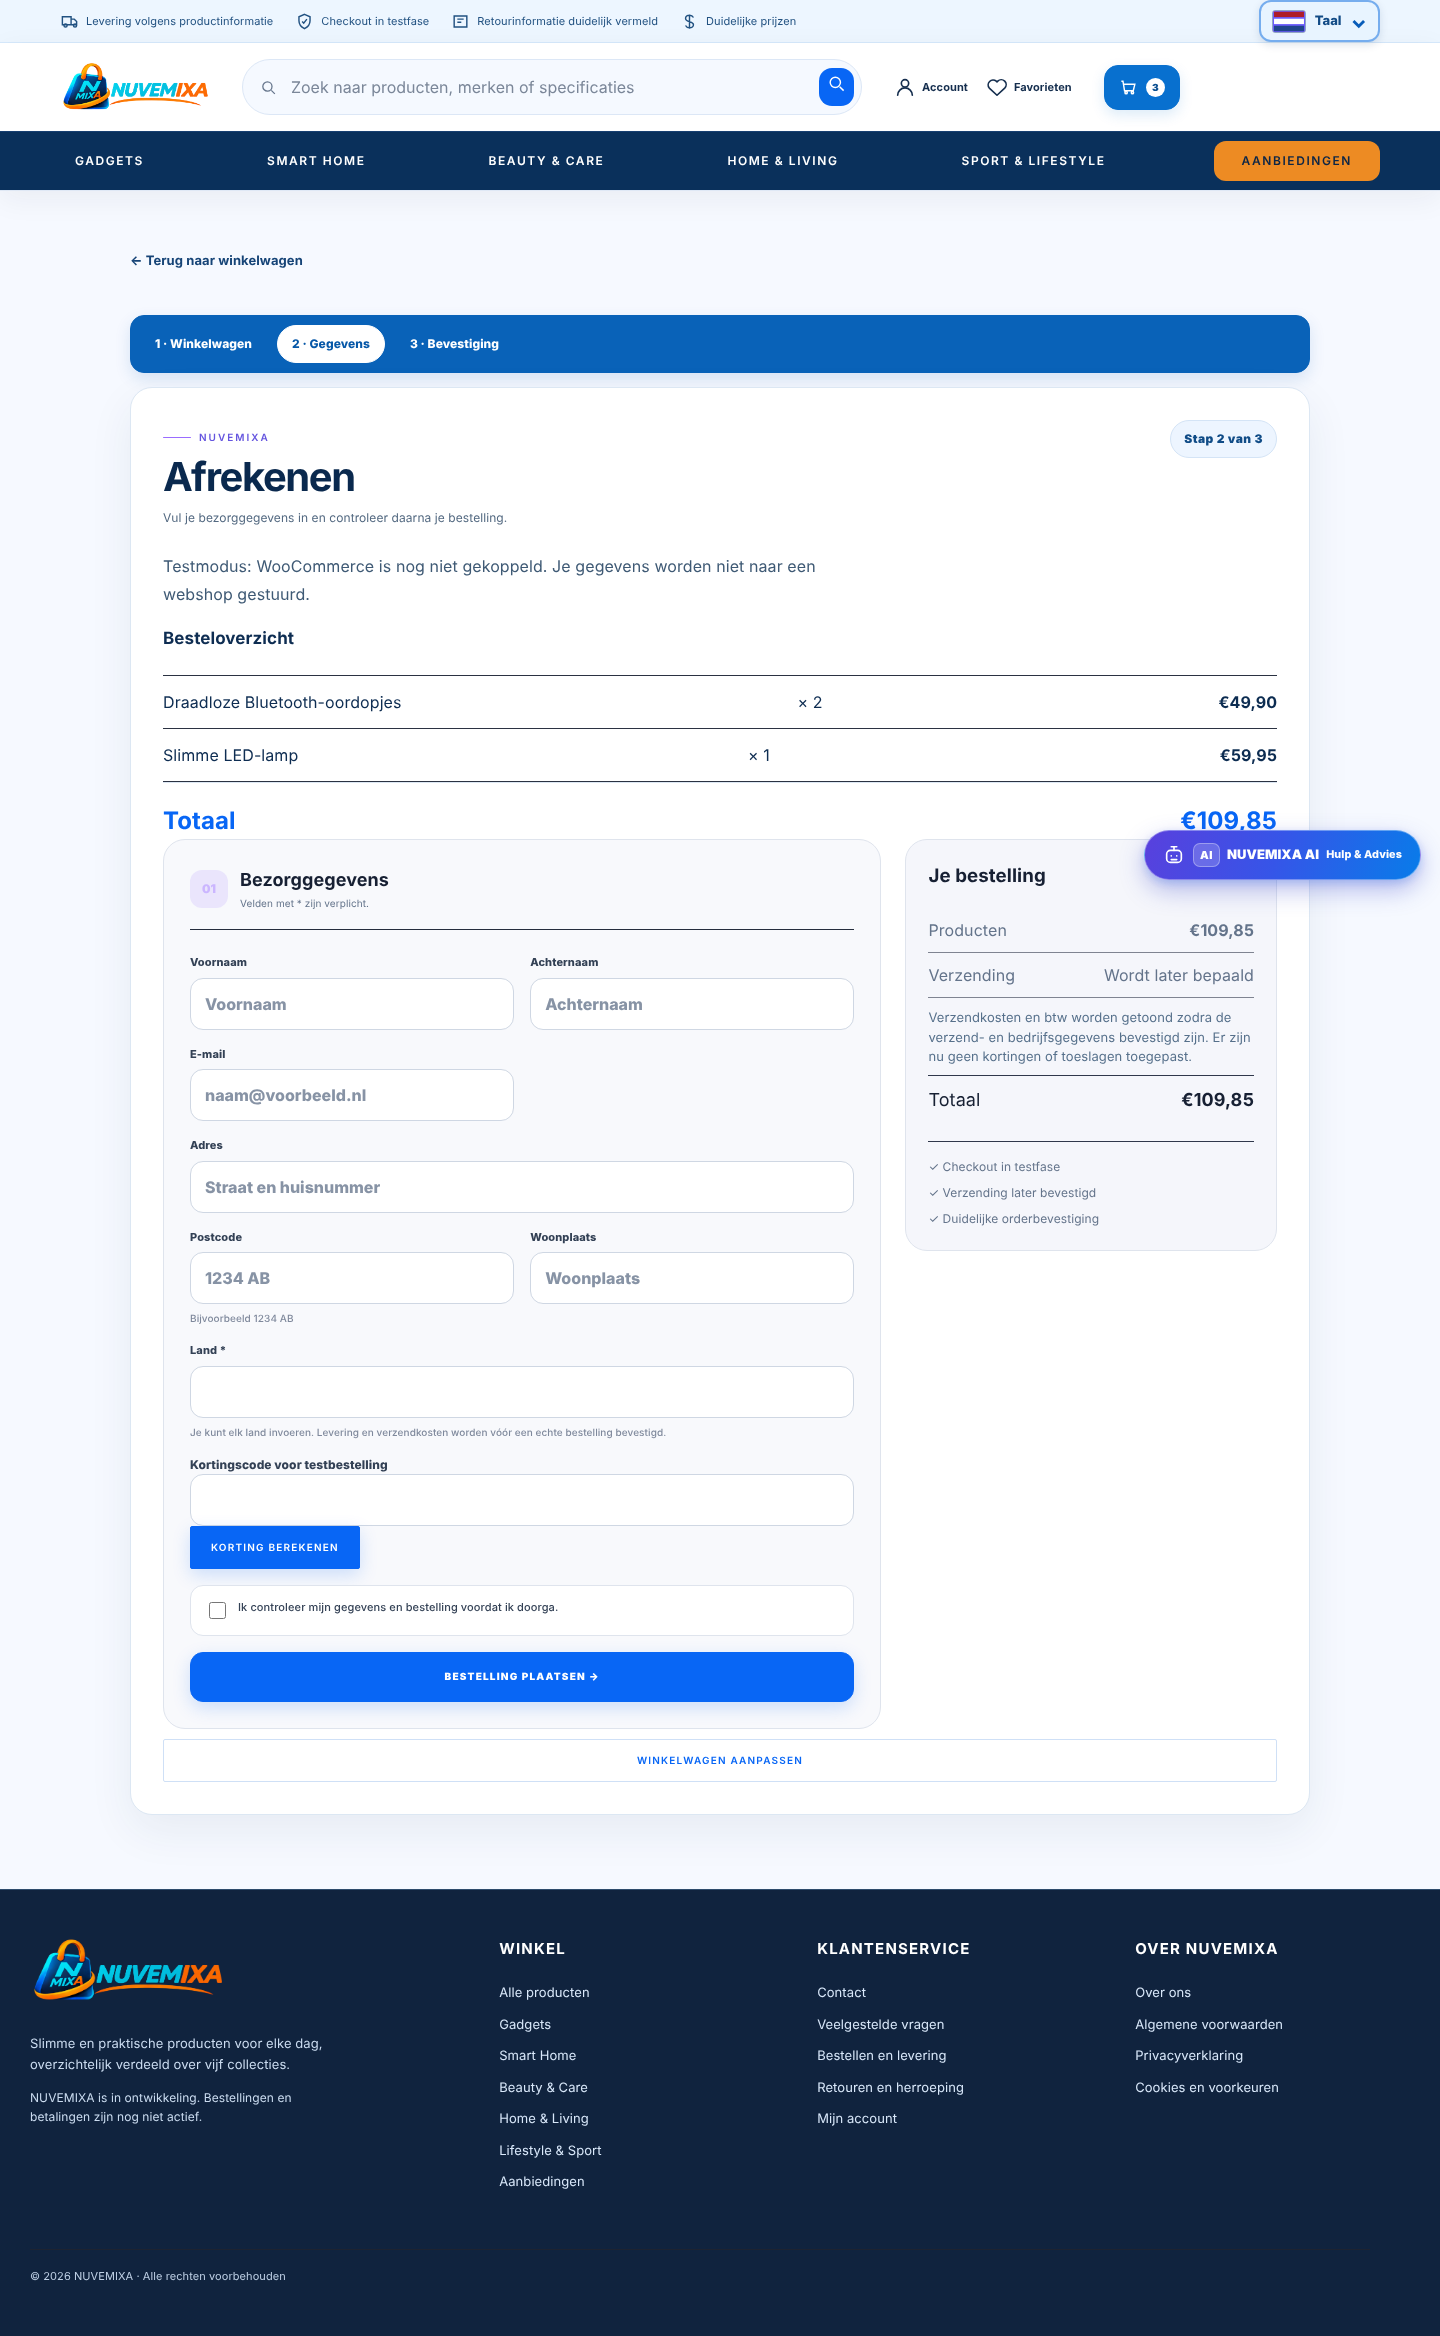 Levering volgens productinformatie
Checkout in testfase
Retourinformatie duidelijk vermeld
Duidelijke prijzen
Taal
MIXA NUVEMIXA
Zoek naar producten, merken of specificaties
Account
Favorieten
3
GADGETS
SMART HOME
BEAUTY & CARE
HOME & LIVING
SPORT & LIFESTYLE
AANBIEDINGEN
← Terug naar winkelwagen
1 · Winkelwagen
2 · Gegevens
3 · Bevestiging
NUVEMIXA
Stap 2 van 3
Afrekenen
Vul je bezorggegevens in en controleer daarna je bestelling.
Testmodus: WooCommerce is nog niet gekoppeld. Je gegevens worden niet naar een
webshop gestuurd.
Besteloverzicht
Draadloze Bluetooth-oordopjes × 2 €49,90
Slimme LED-lamp × 1 €59,95
Totaal €109,85
AI NUVEMIXA AI Hulp & Advies
01
Bezorggegevens
Velden met * zijn verplicht.
Voornaam
Achternaam
Voornaam
Achternaam
E-mail
naam@voorbeeld.nl
Adres
Straat en huisnummer
Postcode
Woonplaats
1234 AB
Woonplaats
Bijvoorbeeld 1234 AB
Land *
Je kunt elk land invoeren. Levering en verzendkosten worden vóór een echte bestelling bevestigd.
Kortingscode voor testbestelling
KORTING BEREKENEN
Ik controleer mijn gegevens en bestelling voordat ik doorga.
BESTELLING PLAATSEN →
Je bestelling
Producten €109,85
Verzending Wordt later bepaald
Verzendkosten en btw worden getoond zodra de
verzend- en bedrijfsgegevens bevestigd zijn. Er zijn
nu geen kortingen of toeslagen toegepast.
Totaal €109,85
✓ Checkout in testfase
✓ Verzending later bevestigd
✓ Duidelijke orderbevestiging
WINKELWAGEN AANPASSEN
MIXA NUVEMIXA
Slimme en praktische producten voor elke dag,
overzichtelijk verdeeld over vijf collecties.
NUVEMIXA is in ontwikkeling. Bestellingen en
betalingen zijn nog niet actief.
WINKEL
Alle producten
Gadgets
Smart Home
Beauty & Care
Home & Living
Lifestyle & Sport
Aanbiedingen
KLANTENSERVICE
Contact
Veelgestelde vragen
Bestellen en levering
Retouren en herroeping
Mijn account
OVER NUVEMIXA
Over ons
Algemene voorwaarden
Privacyverklaring
Cookies en voorkeuren
© 2026 NUVEMIXA · Alle rechten voorbehouden